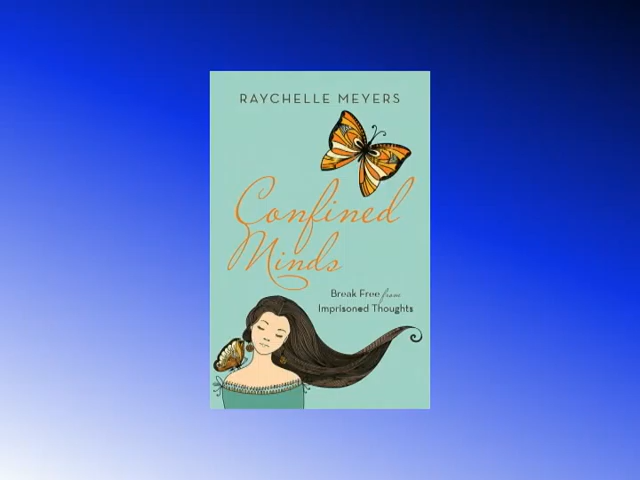 RAYCHELLE MEYERS
Confined
Minds
Break Free from
Imprisoned Thoughts